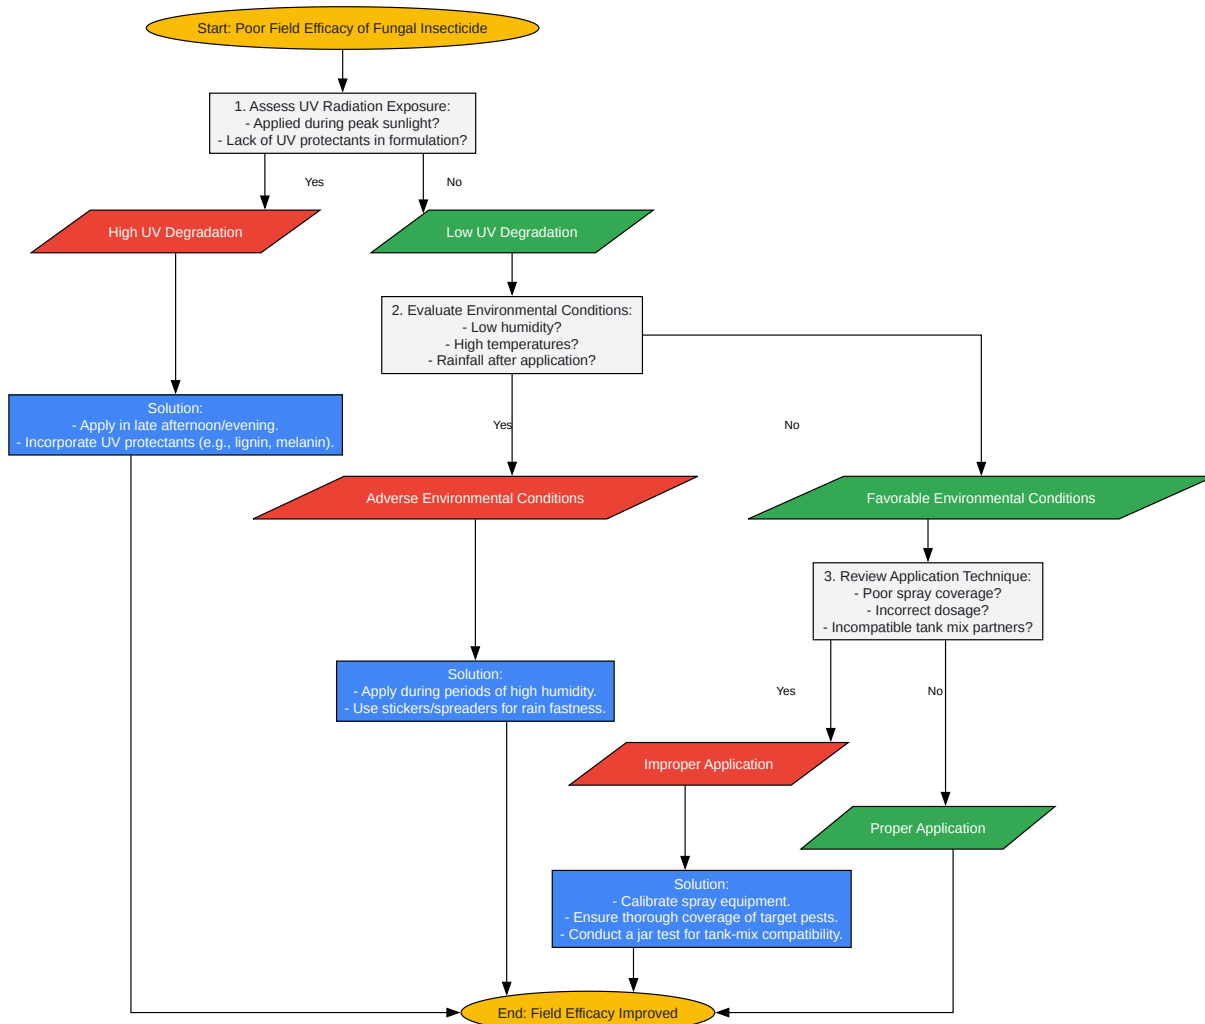 Start: Poor Field Efficacy of Fungal Insecticide
1. Assess UV Radiation Exposure:
- Applied during peak sunlight?
- Lack of UV protectants in formulation?
Yes
No
High UV Degradation
Low UV Degradation
2. Evaluate Environmental Conditions:
- Low humidity?
- High temperatures?
- Rainfall after application?
Solution:
- Apply in late afternoon/evening.
- Incorporate UV protectants (e.g., lignin, melanin).
Yes
No
Adverse Environmental Conditions
Favorable Environmental Conditions
3. Review Application Technique:
- Poor spray coverage?
- Incorrect dosage?
- Incompatible tank mix partners?
Solution:
- Apply during periods of high humidity.
- Use stickers/spreaders for rain fastness.
Yes
No
Improper Application
Proper Application
Solution:
- Calibrate spray equipment.
- Ensure thorough coverage of target pests.
- Conduct a jar test for tank-mix compatibility.
End: Field Efficacy Improved